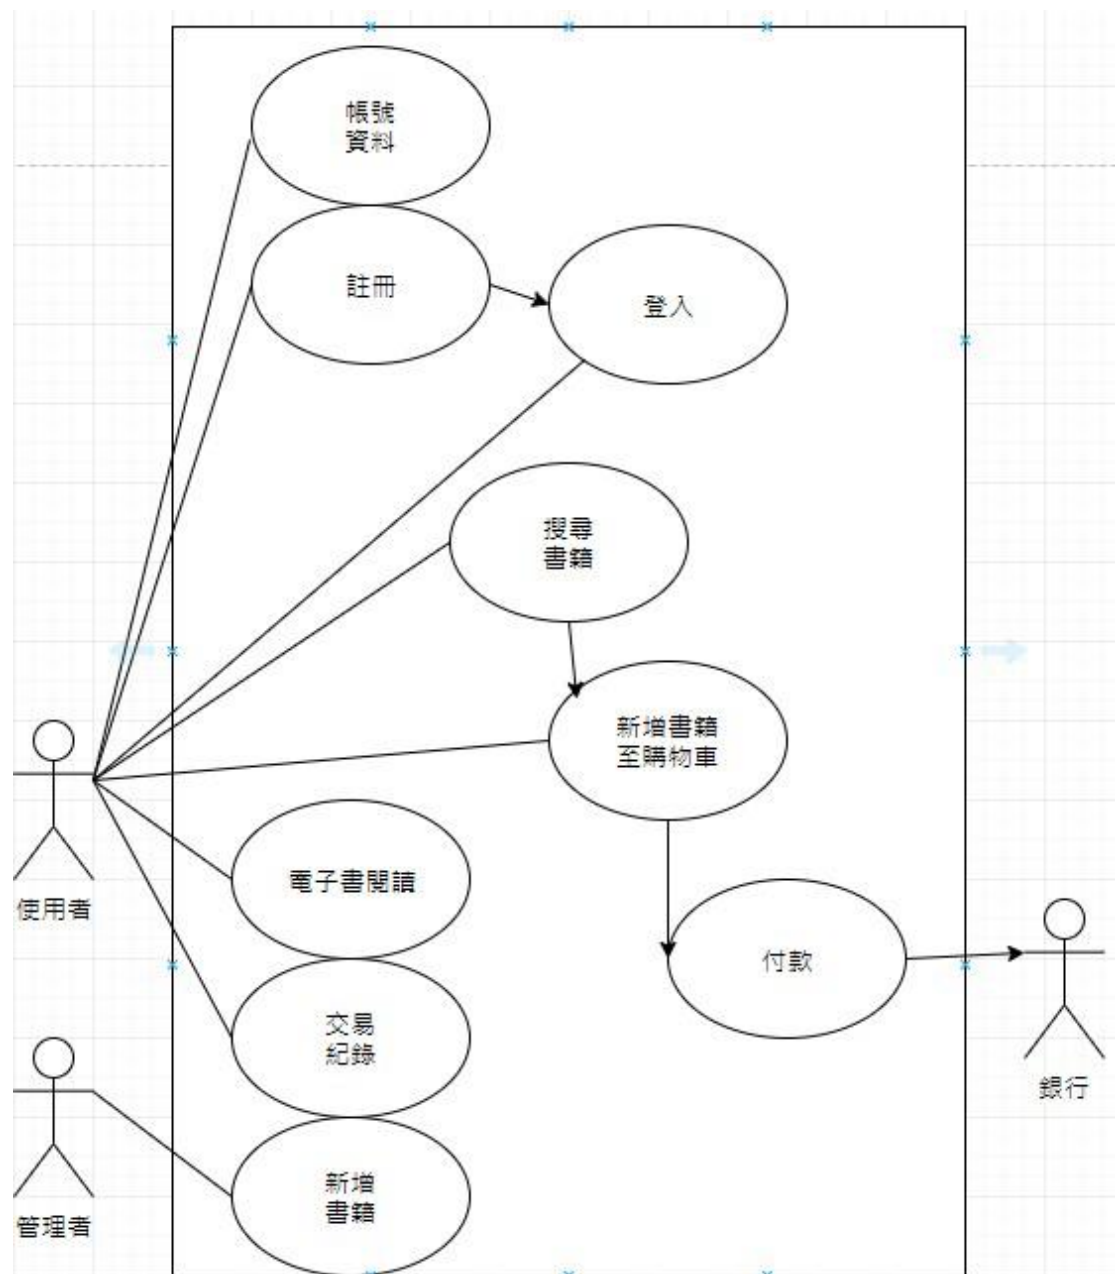 帳號
資料
註冊
登入
搜尋
書籍
新增書籍
至購物車
電子書閱讀
使用者
付款
交易
紀錄
銀行
新增
書籍
管理者